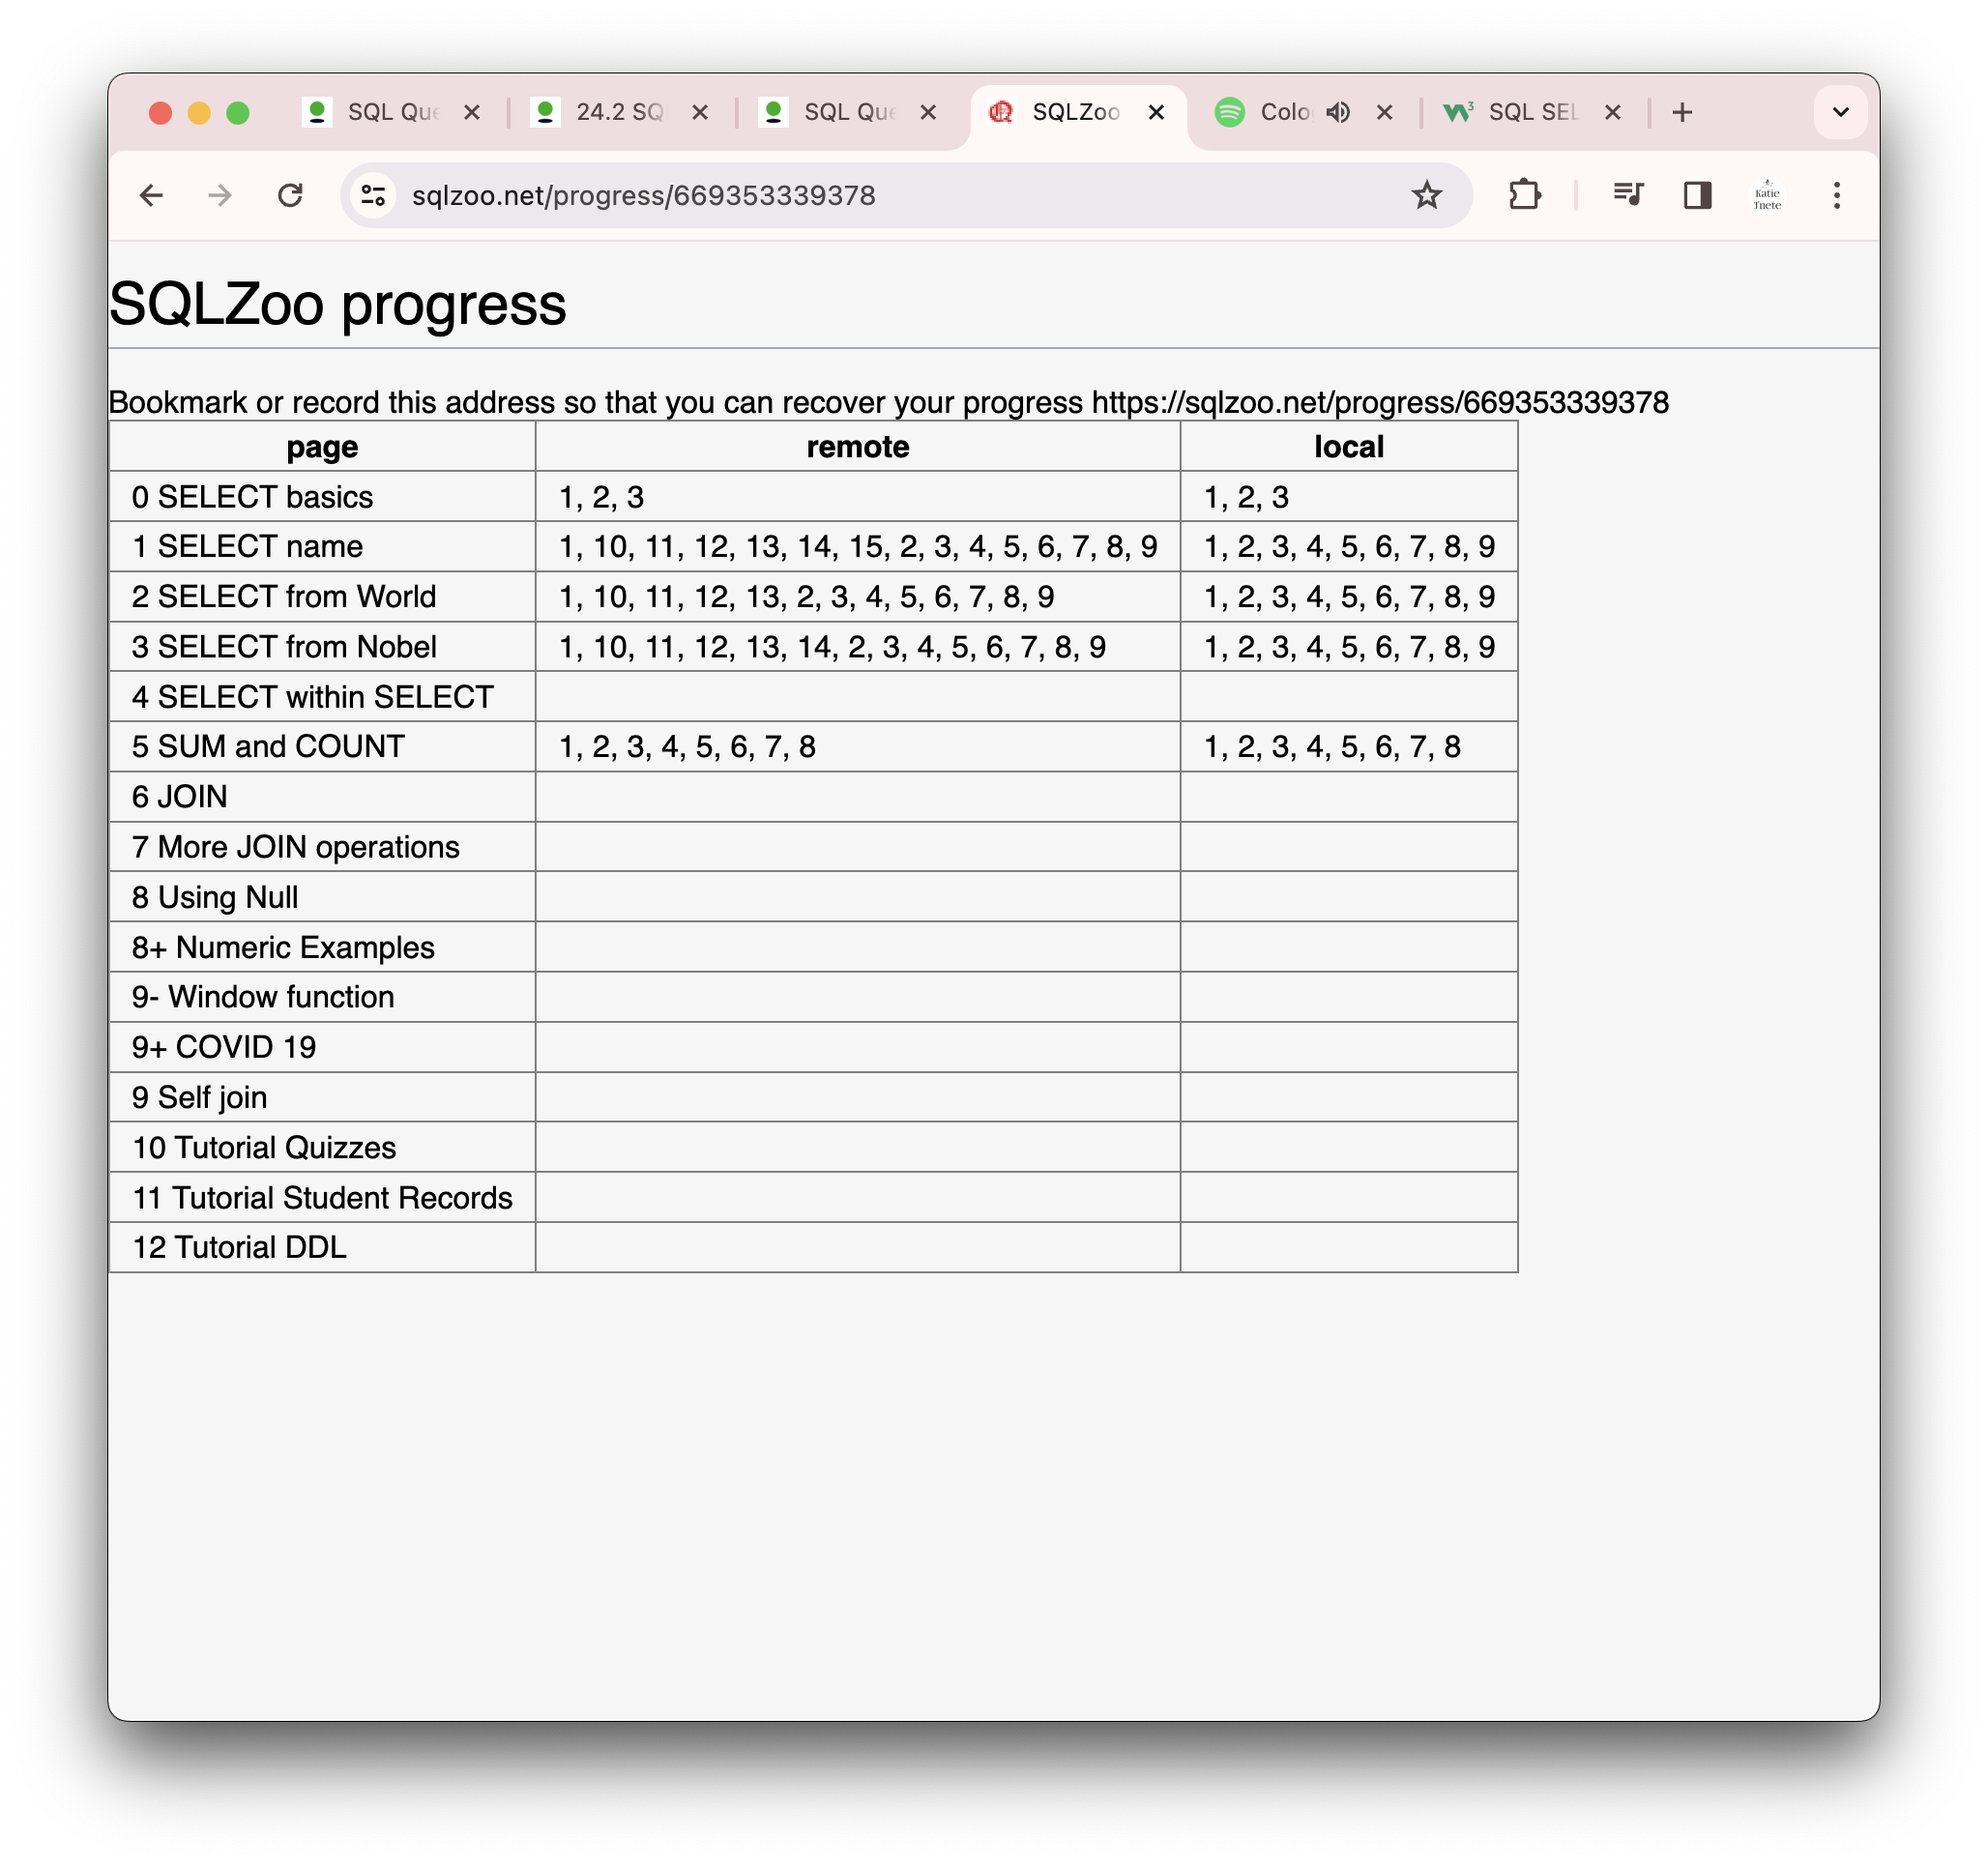 SQL Que 24.2 SQ SQL Que SQLZoo Colo SQL SEL
sqlzoo.net/progress/669353339378 Katie
Tnete
SQLZoo progress
Bookmark or record this address so that you can recover your progress https://sqlzoo.net/progress/669353339378
page remote local
0 SELECT basics 1, 2, 3 1, 2, 3
1 SELECT name 1, 10, 11, 12, 13, 14, 15, 2, 3, 4, 5, 6, 7, 8, 9 1, 2, 3, 4, 5, 6, 7, 8, 9
2 SELECT from World 1, 10, 11, 12, 13, 2, 3, 4, 5, 6, 7, 8, 9 1, 2, 3, 4, 5, 6, 7, 8, 9
3 SELECT from Nobel 1, 10, 11, 12, 13, 14, 2, 3, 4, 5, 6, 7, 8, 9 1, 2, 3, 4, 5, 6, 7, 8, 9
4 SELECT within SELECT
5 SUM and COUNT 1, 2, 3, 4, 5, 6, 7, 8 1, 2, 3, 4, 5, 6, 7, 8
6 JOIN
7 More JOIN operations
8 Using Null
8+ Numeric Examples
9- Window function
9+ COVID 19
9 Self join
10 Tutorial Quizzes
11 Tutorial Student Records
12 Tutorial DDL